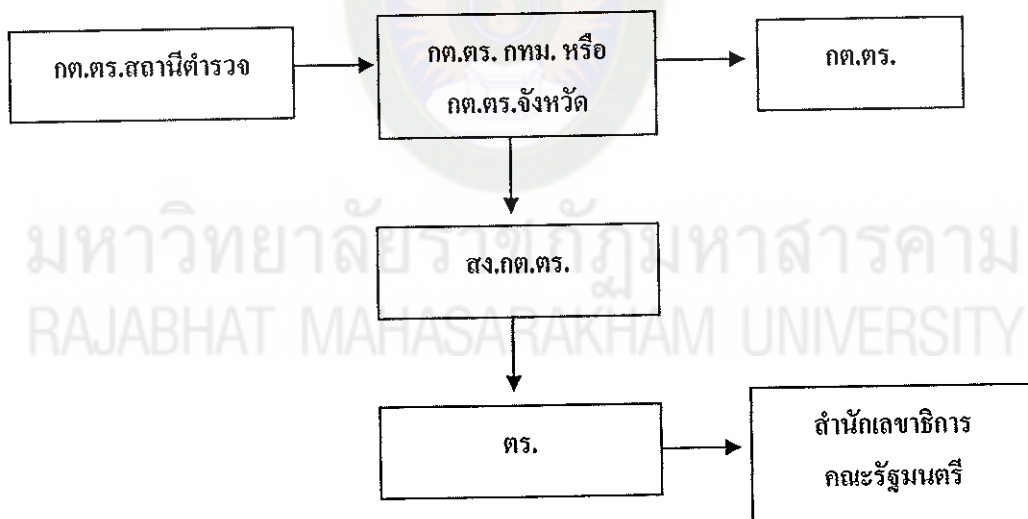 กต.ตร.สถานีตำรวจ
กต.ตร. กทม. หรือ
กต.ตร.จังหวัด
กต.ตร.
สง.กต.ตร.
มหาวิทยาลัยราชภัฏมหาสารคาม
RAJABHAT MAHASARAKHAM UNIVERSITY
ตร.
สำนักเลขาธิการ
คณะรัฐมนตรี